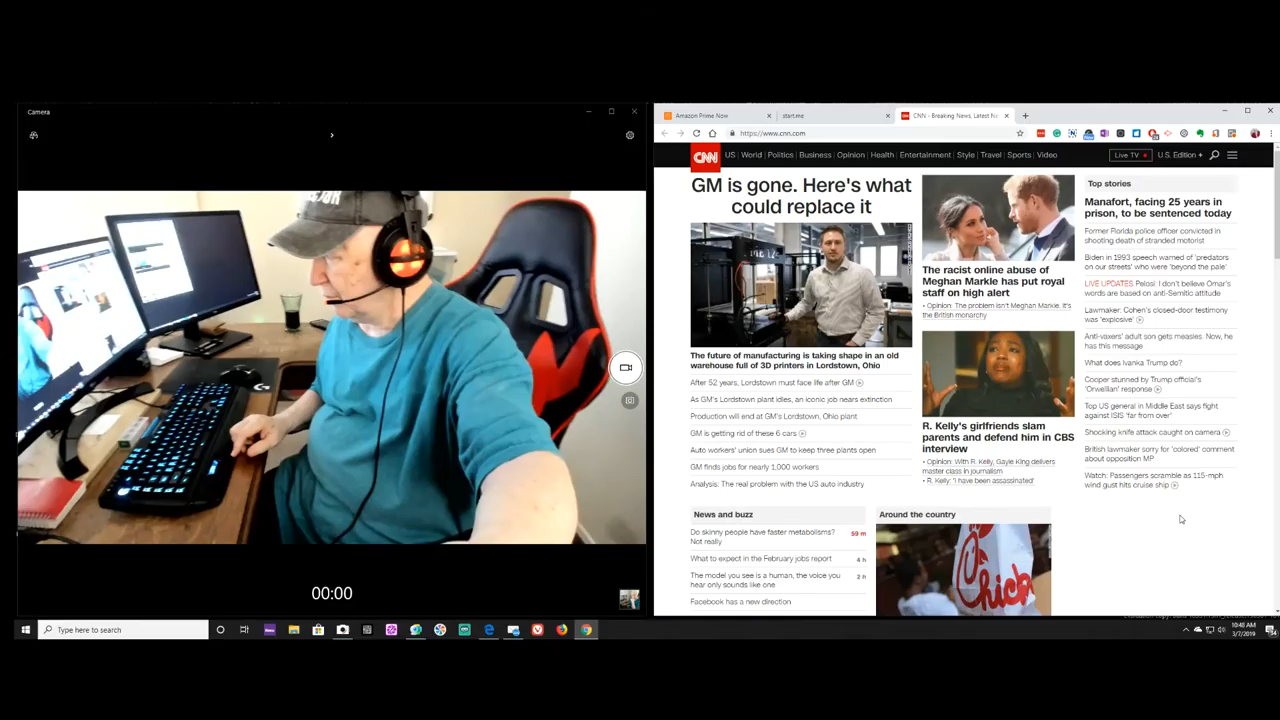 Camera
00:00
Type here to search
Amazon Prime Now
start.me
CNN - Breaking News, Latest Ne
https://www.cnn.com
CNN
US World Politics Business Opinion Health Entertainment Style Travel Sports Video
Live TV
U.S. Edition +
GM is gone. Here's what
could replace it
The future of manufacturing is taking shape in an old
warehouse full of 3D printers in Lordstown, Ohio
After 52 years, Lordstown must face life after GM
As GM's Lordstown plant idles, an iconic job nears extinction
Production will end at GM's Lordstown, Ohio plant
GM is getting rid of these 6 cars
Auto workers' union sues GM to keep three plants open
GM finds jobs for nearly 1,000 workers
Analysis: The real problem with the US auto industry
News and buzz
Do skinny people have faster metabolisms?
Not really
59 m
What to expect in the February jobs report
4 h
The model you see is a human, the voice you
hear only sounds like one
2 h
Facebook has a new direction
The racist online abuse of
Meghan Markle has put royal
staff on high alert
• Opinion: The problem isn't Meghan Markle. It's
the British monarchy
R. Kelly's girlfriends slam
parents and defend him in CBS
interview
• Opinion: With R. Kelly, Gayle King delivers
master class in journalism
• R. Kelly: 'I have been assassinated'
Around the country
Chick
Top stories
Manafort, facing 25 years in
prison, to be sentenced today
Former Florida police officer convicted in
shooting death of stranded motorist
Biden in 1993 speech warned of 'predators
on our streets' who were 'beyond the pale'
LIVE UPDATES Pelosi: I don't believe Omar's
words are based on anti-Semitic attitude
Lawmaker: Cohen's closed-door testimony
was 'explosive'
Anti-vaxers' adult son gets measles. Now, he
has this message
What does Ivanka Trump do?
Cooper stunned by Trump official's
'Orwellian' response
Top US general in Middle East says fight
against ISIS 'far from over'
Shocking knife attack caught on camera
British lawmaker sorry for 'colored' comment
about opposition MP
Watch: Passengers scramble as 115-mph
wind gust hits cruise ship
10:48 AM
3/7/2019